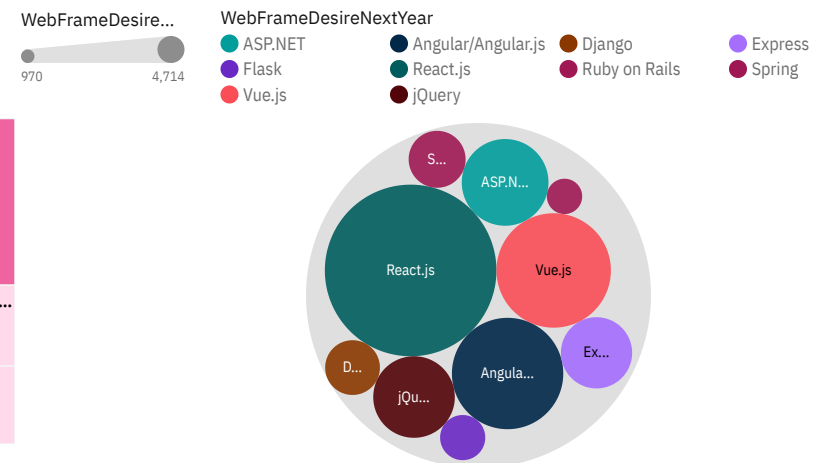 WebFrameDesire...
970 4,714
WebFrameDesireNextYear
ASP.NET Angular/Angular.js Django Express
Flask React.js Ruby on Rails Spring
Vue.js jQuery
...
S...
ASP.N...
React.js
Vue.js
Ex...
D...
Angula...
jQu...